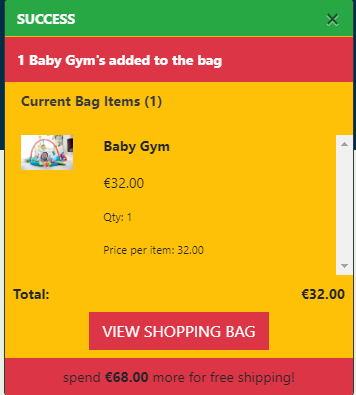 SUCCESS ×
1 Baby Gym's added to the bag
Current Bag Items (1)
Baby Gym
€32.00
Qty: 1
Price per item: 32.00
Total: €32.00
VIEW SHOPPING BAG
spend €68.00 more for free shipping!